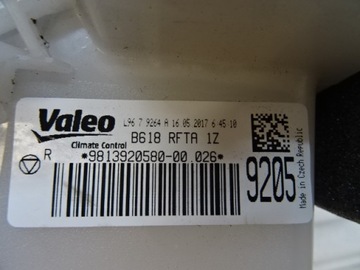 Valeo
Climate Control
L96 7 9264 A 16 05 2017 6 45:10
B618 RFTA 1Z
R *9813920580-00 026*
9205
Made in Czech Republic